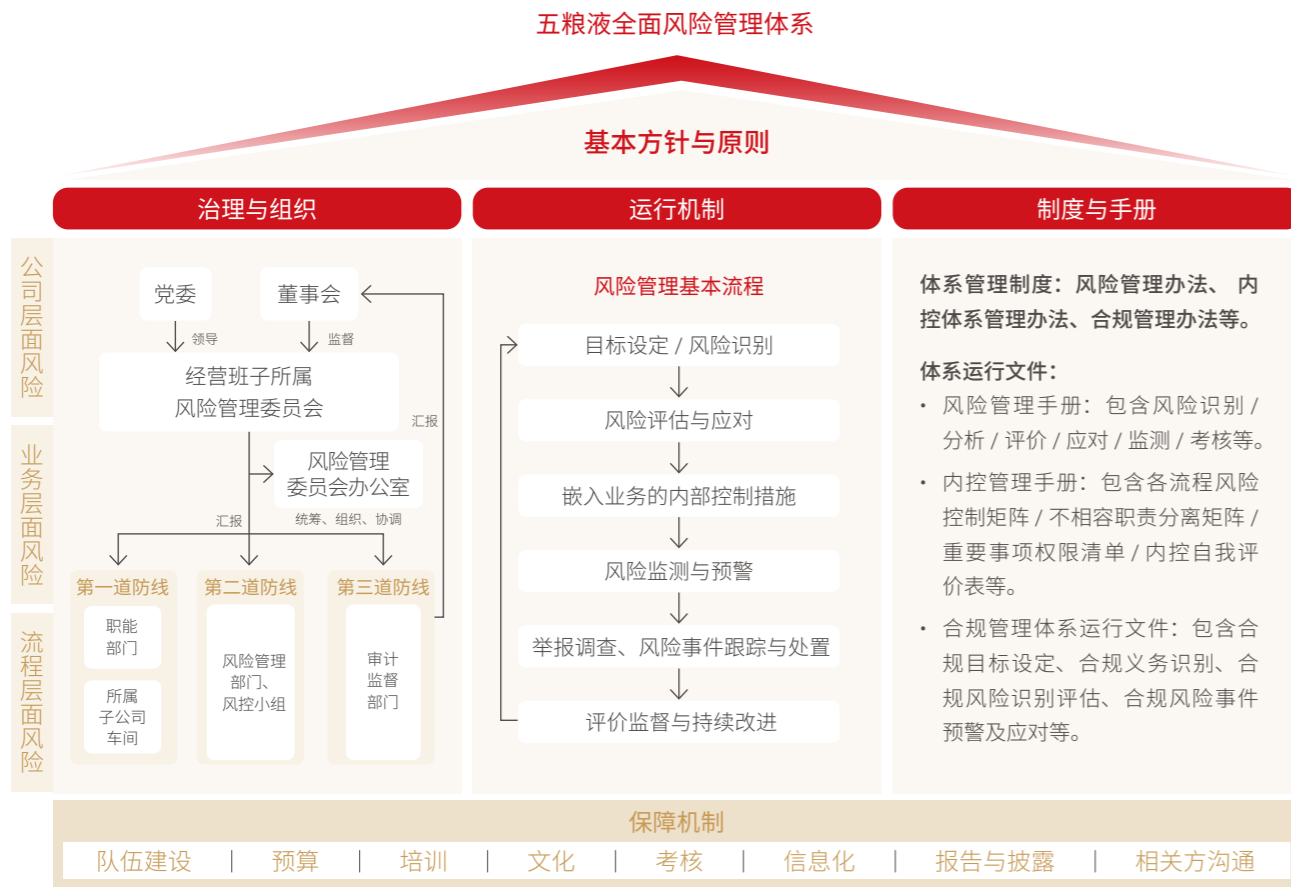 五粮液全面风险管理体系
基本方针与原则
治理与组织
运行机制
制度与手册
公司层面风险
业务层面风险
流程层面风险
党委
董事会
领导
监督
经营班子所属
风险管理委员会
汇报
风险管理
委员会办公室
统筹、组织、协调
汇报
第一道防线
职能
部门
所属
子公司
车间
第二道防线
风险管理
部门、
风控小组
第三道防线
审计
监督
部门
风险管理基本流程
目标设定 / 风险识别
风险评估与应对
嵌入业务的内部控制措施
风险监测与预警
举报调查、风险事件跟踪与处置
评价监督与持续改进
体系管理制度：风险管理办法、 内
控体系管理办法、合规管理办法等。
体系运行文件：
• 风险管理手册：包含风险识别 /
分析 / 评价 / 应对 / 监测 / 考核等。
• 内控管理手册：包含各流程风险
控制矩阵 / 不相容职责分离矩阵 /
重要事项权限清单 / 内控自我评
价表等。
• 合规管理体系运行文件：包含合
规目标设定、合规义务识别、合
规风险识别评估、合规风险事件
预警及应对等。
保障机制
队伍建设 | 预算 | 培训 | 文化 | 考核 | 信息化 | 报告与披露 | 相关方沟通